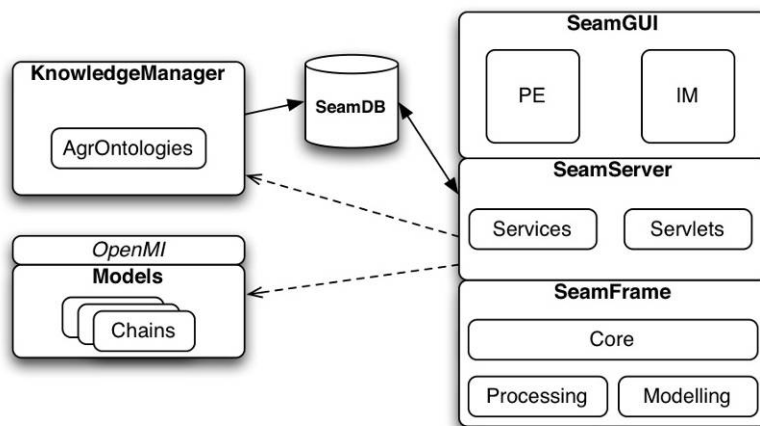 KnowledgeManager
AgrOntologies
SeamDB
OpenMI
Models
Chains
SeamGUI
PE
IM
SeamServer
Services
Servlets
SeamFrame
Core
Processing
Modelling